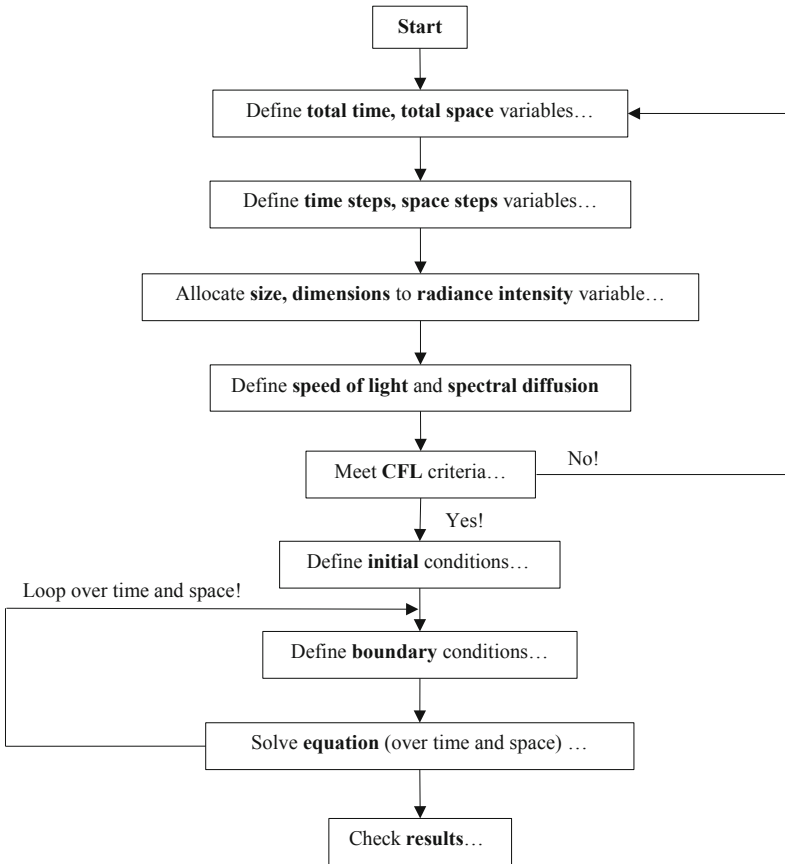 Start
Define total time, total space variables…
Define time steps, space steps variables…
Allocate size, dimensions to radiance intensity variable…
Define speed of light and spectral diffusion
Meet CFL criteria…
No!
Yes!
Define initial conditions…
Loop over time and space!
Define boundary conditions…
Solve equation (over time and space) …
Check results…